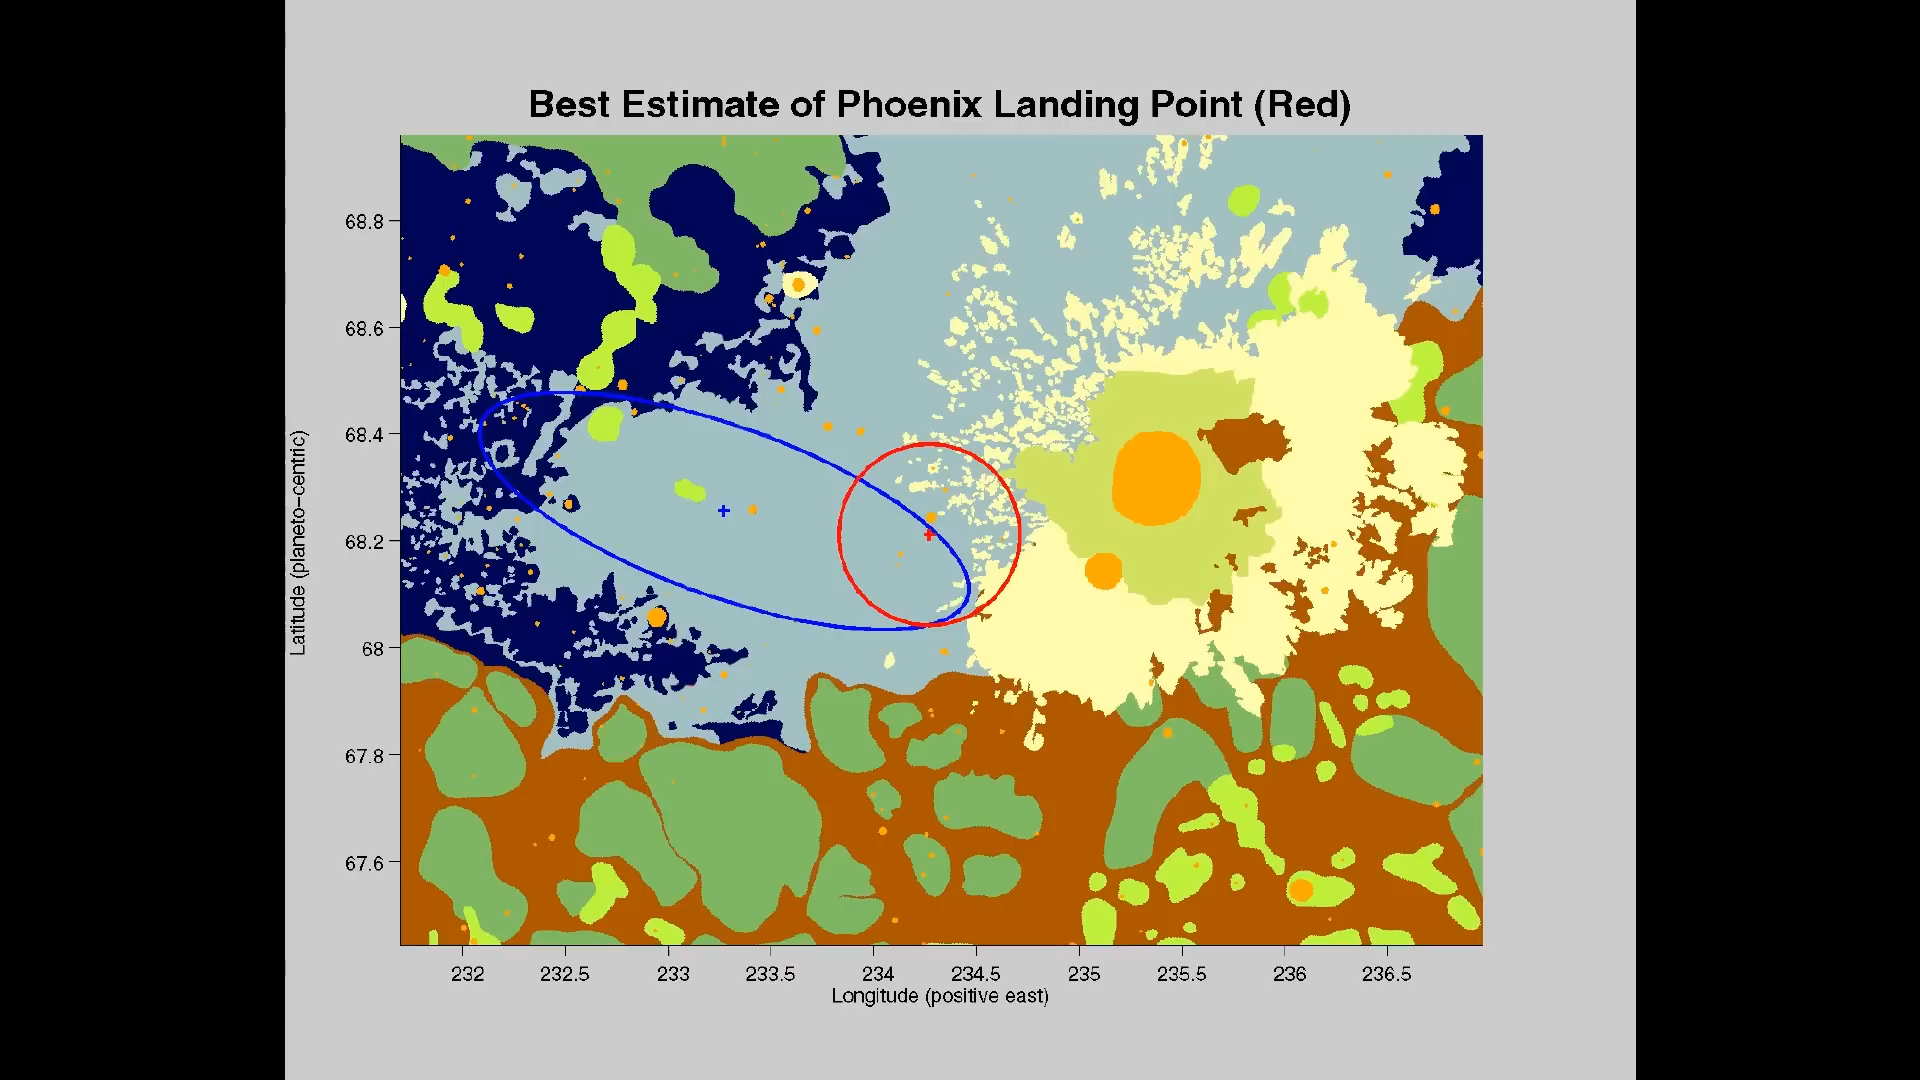 Best Estimate of Phoenix Landing Point (Red)
68.8
68.6
68.4
68.2
68
67.8
67.6
Latitude (planeto-centric)
232 232.5 233 233.5 234 234.5 235 235.5 236 236.5
Longitude (positive east)